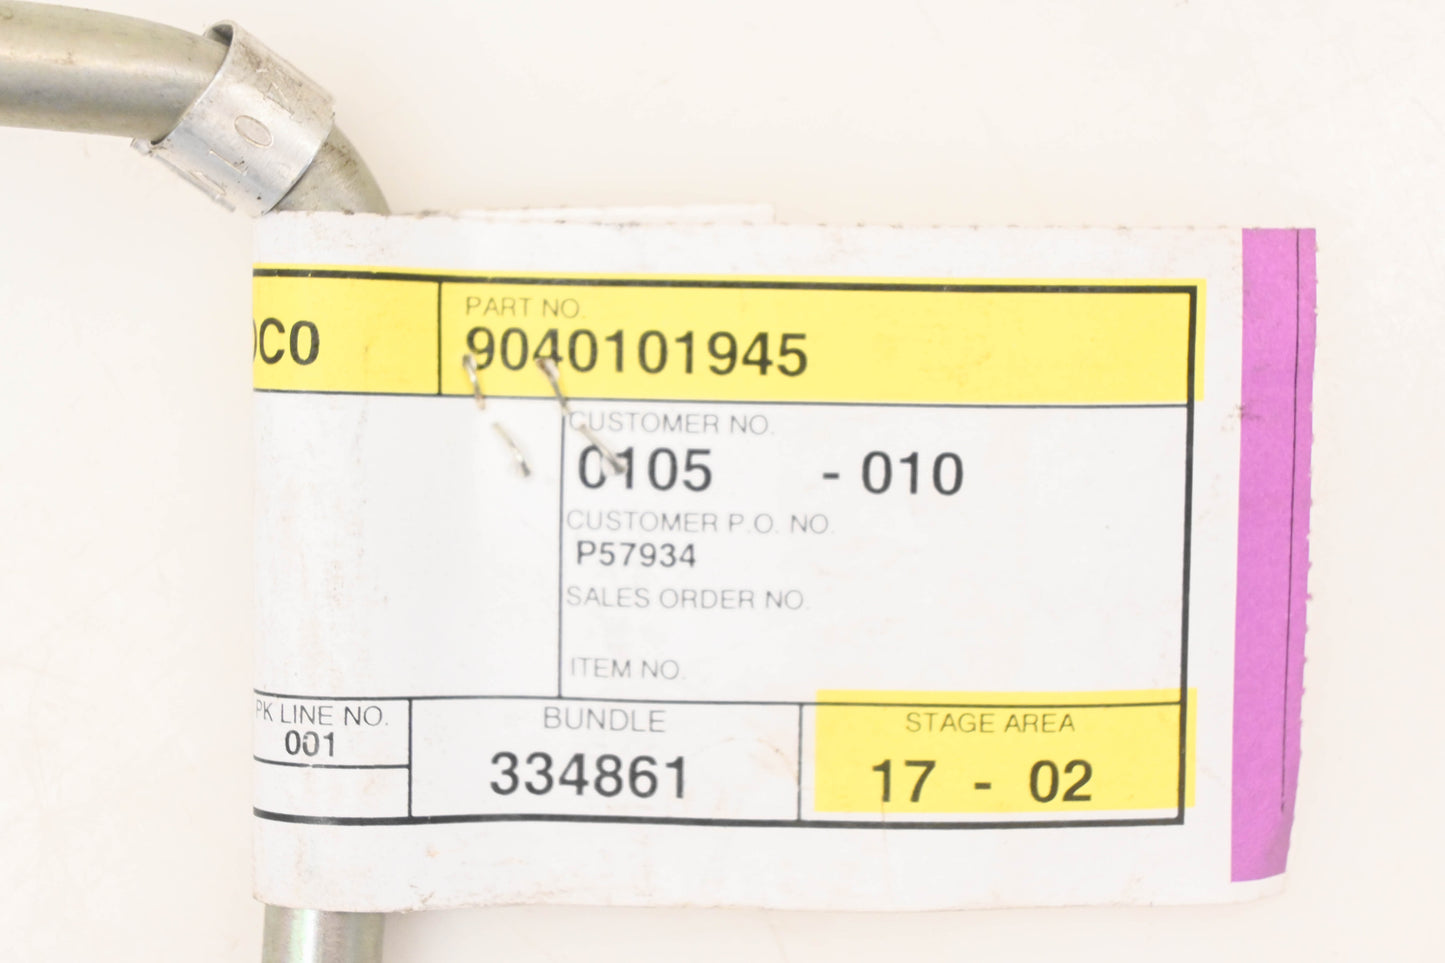 PART NO.
9040101945
CUSTOMER NO.
0105 - 010
CUSTOMER P.O. NO.
P57934
SALES ORDER NO.
ITEM NO.
PK LINE NO.
001
BUNDLE
334861
STAGE AREA
17 - 02